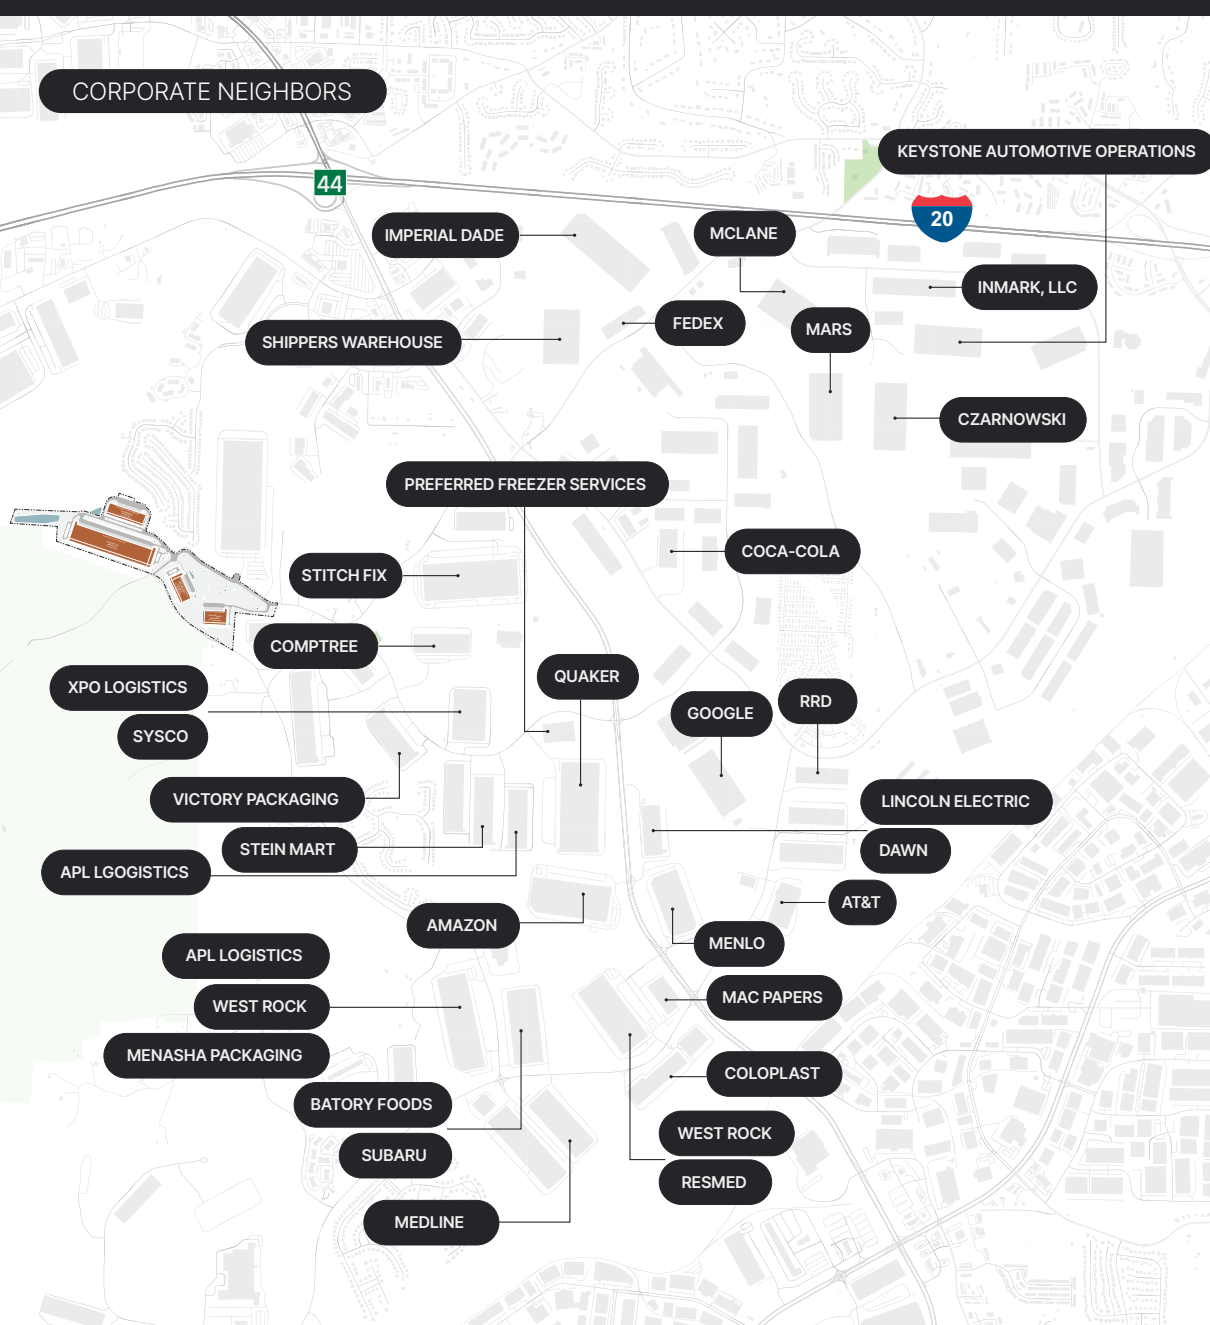 CORPORATE NEIGHBORS
KEYSTONE AUTOMOTIVE OPERATIONS
44
20
IMPERIAL DADE
MCLANE
INMARK, LLC
FEDEX
MARS
SHIPPERS WAREHOUSE
CZARNOWSKI
PREFERRED FREEZER SERVICES
COCA-COLA
STITCH FIX
COMPTREE
QUAKER
XPO LOGISTICS
SYSCO
GOOGLE
RRD
VICTORY PACKAGING
LINCOLN ELECTRIC
STEIN MART
DAWN
APL LGOGISTICS
AT&T
AMAZON
MENLO
APL LOGISTICS
WEST ROCK
MENASHA PACKAGING
MAC PAPERS
COLOPLAST
BATORY FOODS
SUBARU
WEST ROCK
RESMED
MEDLINE